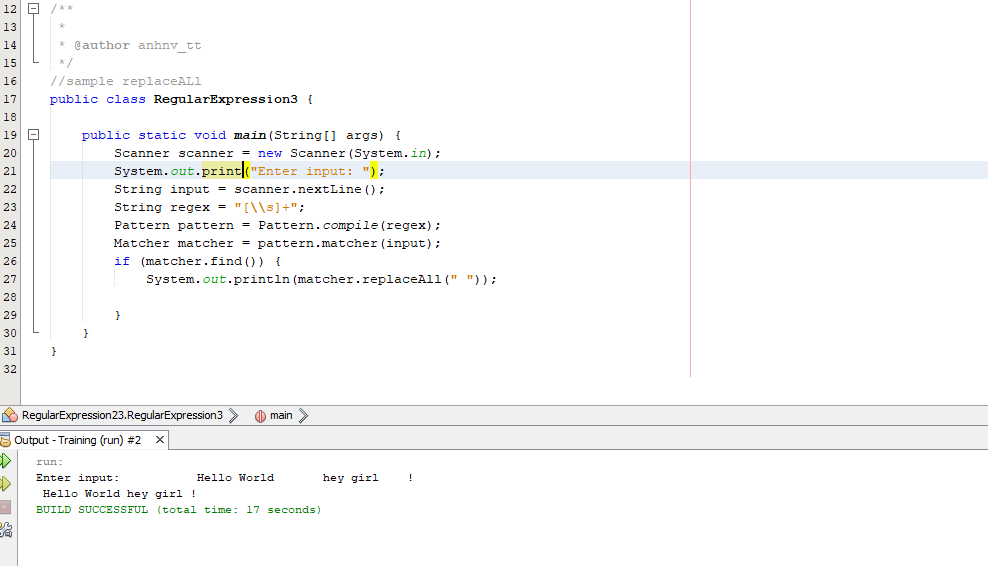 12 /**
13 *
14 * @author anhnv_tt
15 */
16 //sample replaceALl
17 public class RegularExpression3 {
18
19 public static void main(String[] args) {
20 Scanner scanner = new Scanner(System.in);
21 System.out.print("Enter input: ");
22 String input = scanner.nextLine();
23 String regex = "[\\s]+";
24 Pattern pattern = Pattern.compile(regex);
25 Matcher matcher = pattern.matcher(input);
26 if (matcher.find()) {
27 System.out.println(matcher.replaceAll(" "));
28
29 }
30 }
31 }
32
RegularExpression23.RegularExpression3 main
Output - Training (run) #2
run:
Enter input:           Hello World       hey girl    !
 Hello World hey girl !
BUILD SUCCESSFUL (total time: 17 seconds)